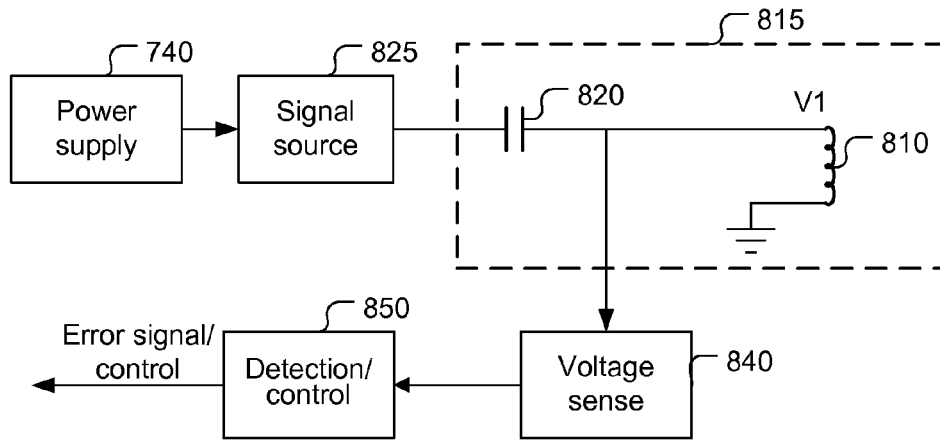 815
740
825
Power
supply
Signal
source
820
V1
810
850
Error signal/
control
Detection/
control
Voltage
sense
840